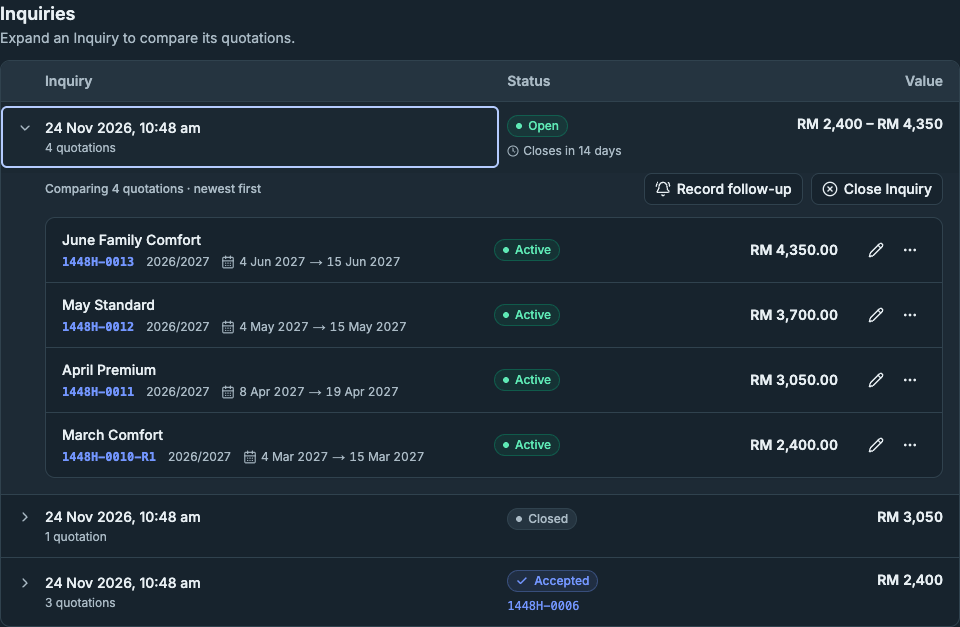 Inquiries
Expand an Inquiry to compare its quotations.
Inquiry Status Value
24 Nov 2026, 10:48 am Open RM 2,400 – RM 4,350
4 quotations Closes in 14 days
Comparing 4 quotations · newest first Record follow-up Close Inquiry
June Family Comfort Active RM 4,350.00
1448H-0013 2026/2027 4 Jun 2027 → 15 Jun 2027
May Standard Active RM 3,700.00
1448H-0012 2026/2027 4 May 2027 → 15 May 2027
April Premium Active RM 3,050.00
1448H-0011 2026/2027 8 Apr 2027 → 19 Apr 2027
March Comfort Active RM 2,400.00
1448H-0010-R1 2026/2027 4 Mar 2027 → 15 Mar 2027
24 Nov 2026, 10:48 am Closed RM 3,050
1 quotation
24 Nov 2026, 10:48 am Accepted RM 2,400
3 quotations 1448H-0006